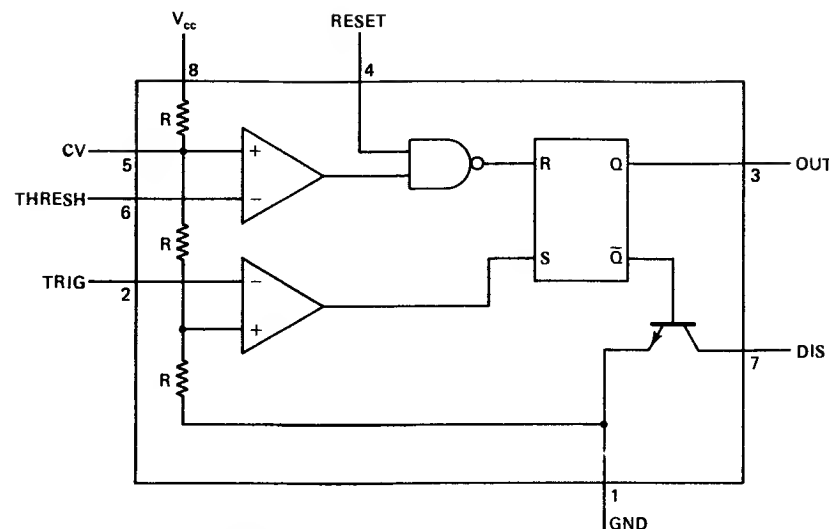 Vcc
RESET
8
4
R
CV
5
+
R
Q
3
OUT
THRESH
6
−
R
S
Q̅
TRIG
2
−
+
R
7
DIS
1
GND